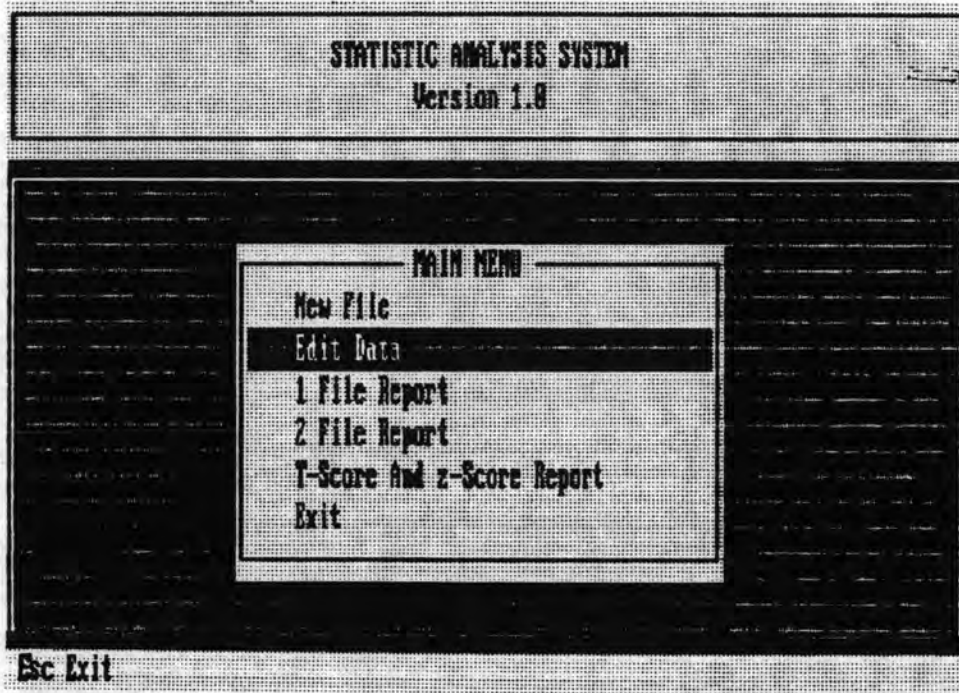 STATISTIC ANALYSIS SYSTEM
Version 1.0
MAIN MENU
New File
Edit Data
1 File Report
2 File Report
T-Score And z-Score Report
Exit
Esc Exit